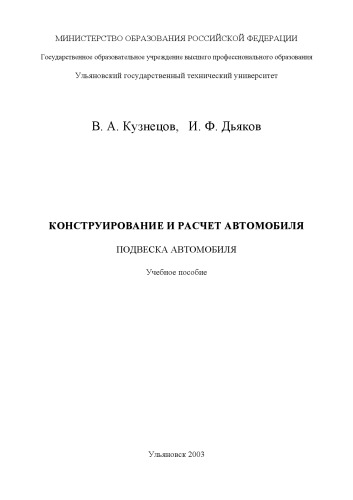 МИНИСТЕРСТВО ОБРАЗОВАНИЯ РОССИЙСКОЙ ФЕДЕРАЦИИ
Государственное образовательное учреждение высшего профессионального образования
Ульяновский государственный технический университет
В. А. Кузнецов, И. Ф. Дьяков
КОНСТРУИРОВАНИЕ И РАСЧЕТ АВТОМОБИЛЯ
ПОДВЕСКА АВТОМОБИЛЯ
Учебное пособие
Ульяновск 2003